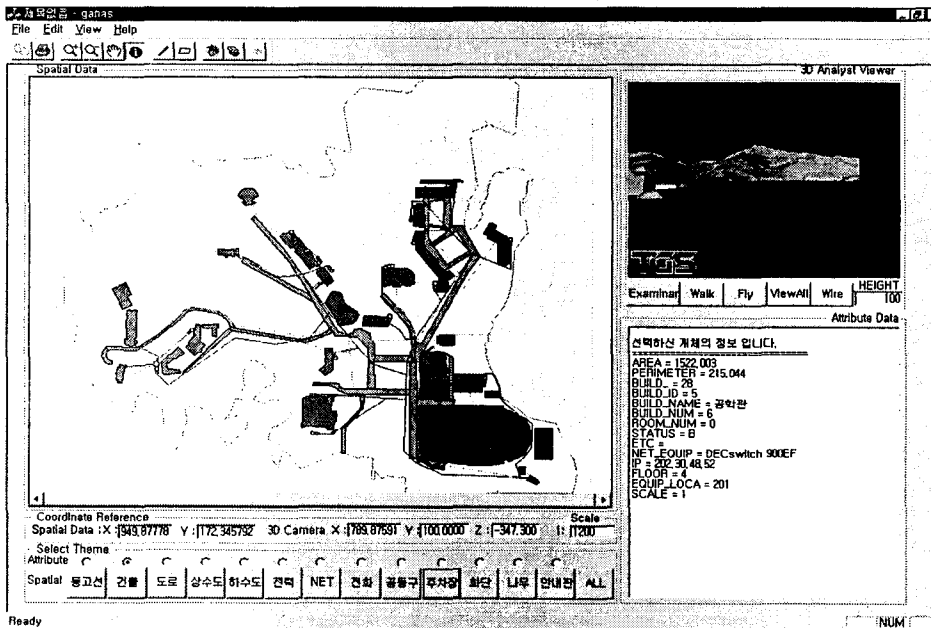 제목없음 - ganas
File Edit View Help
Spatial Data
3D Analyst Viewer
TGS
Examinar Walk Fly ViewAll Wire HEIGHT 100
Attribute Data
선택하신 개체의 정보 입니다.
AREA = 1522,003
PERIMETER = 215,044
BUILD_ = 28
BUILD_ID = 5
BUILD_NAME = 공학관
BUILD_NUM = 6
ROOM_NUM = 0
STATUS = B
ETC =
NET_EQUIP = DECswitch 900EF
IP = 202,30,48,52
FLOOR = 4
EQUIP_LOCA = 201
SCALE = 1
Coordinate Reference Scale
Spatial Data :X :949,87778 Y :172,345792 3D Camera X :789,87591 Y :100,0000 Z :-347,300 1: 1200
Select Theme
Attribute
Spatial 등고선 건물 도로 상수도 하수도 전력 NET 전화 공동구 주차장 화단 나무 안내판 ALL
Ready NUM